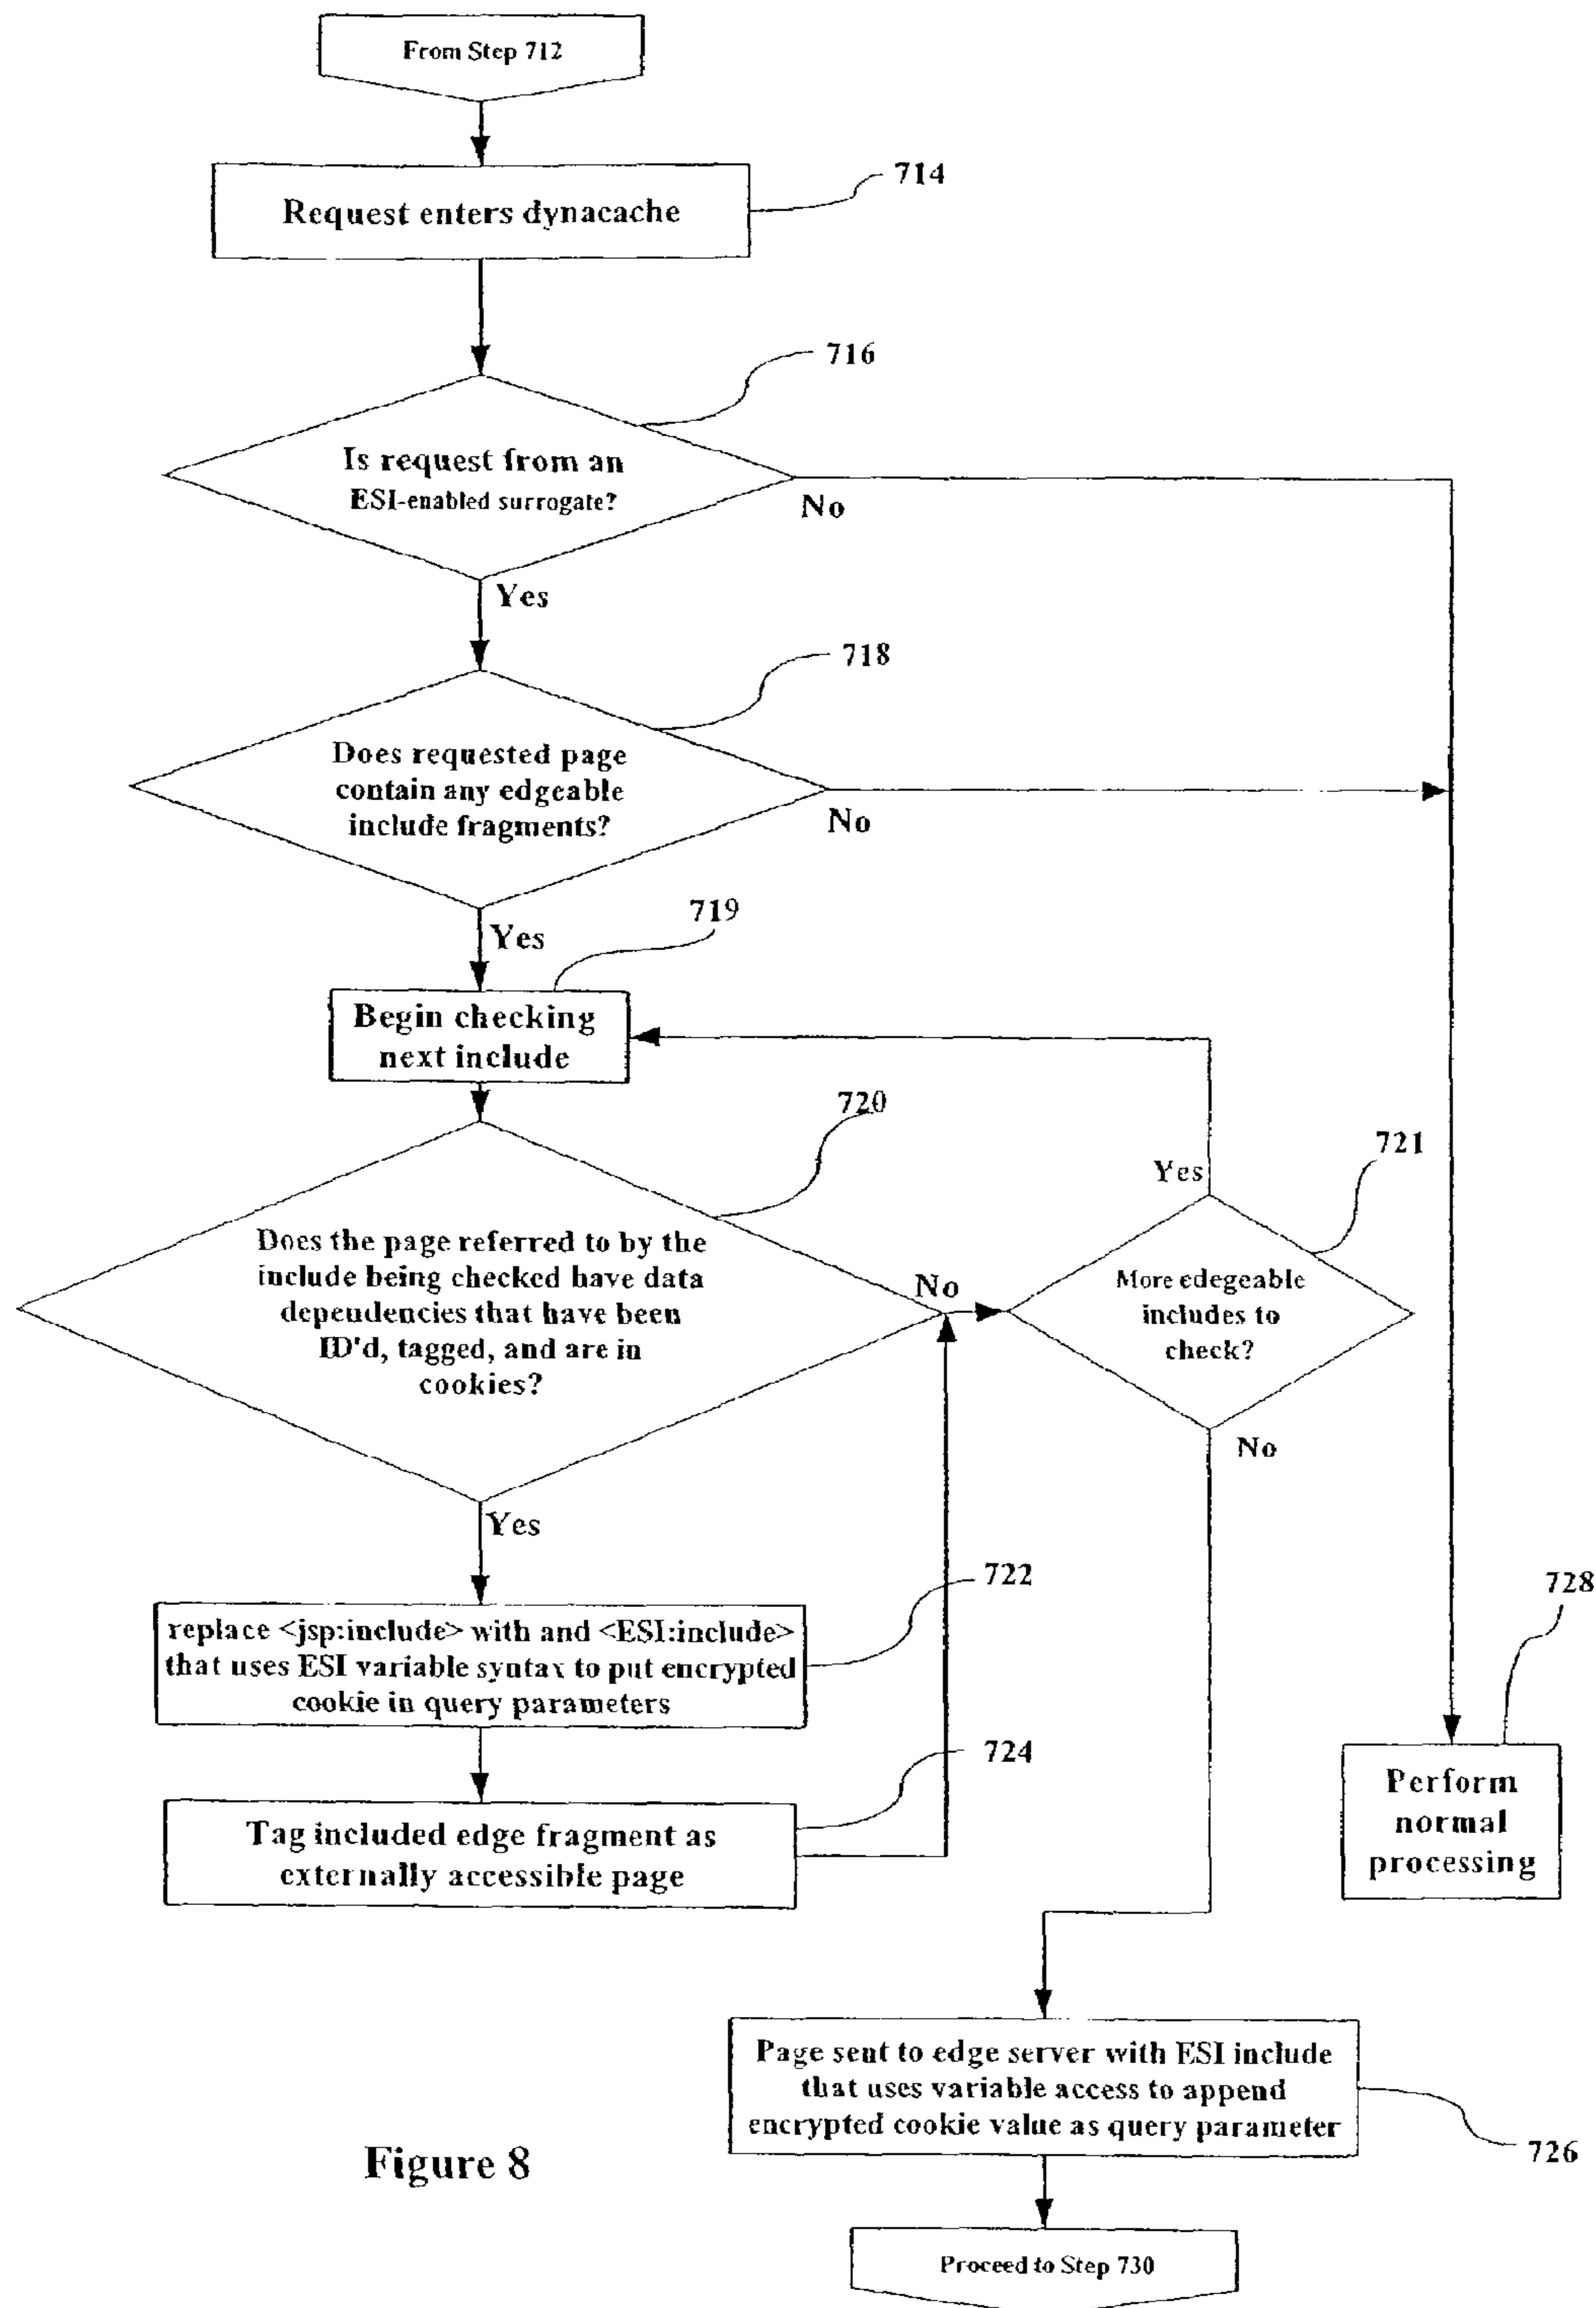 From Step 712
Request enters dynacache
714
716
Is request from an
ESI-enabled surrogate?
No
Yes
718
Does requested page
contain any edgeable
include fragments?
No
Yes
719
Begin checking
next include
720
721
Yes
Does the page referred to by the
include being checked have data
dependencies that have been
ID'd, tagged, and are in
cookies?
No
More edegeable
includes to
check?
No
Yes
722
replace <jsp:include> with and <ESI:include>
that uses ESI variable syntax to put encrypted
cookie in query parameters
728
724
Tag included edge fragment as
externally accessible page
Perform
normal
processing
Page sent to edge server with ESI include
that uses variable access to append
encrypted cookie value as query parameter
726
Figure 8
Proceed to Step 730